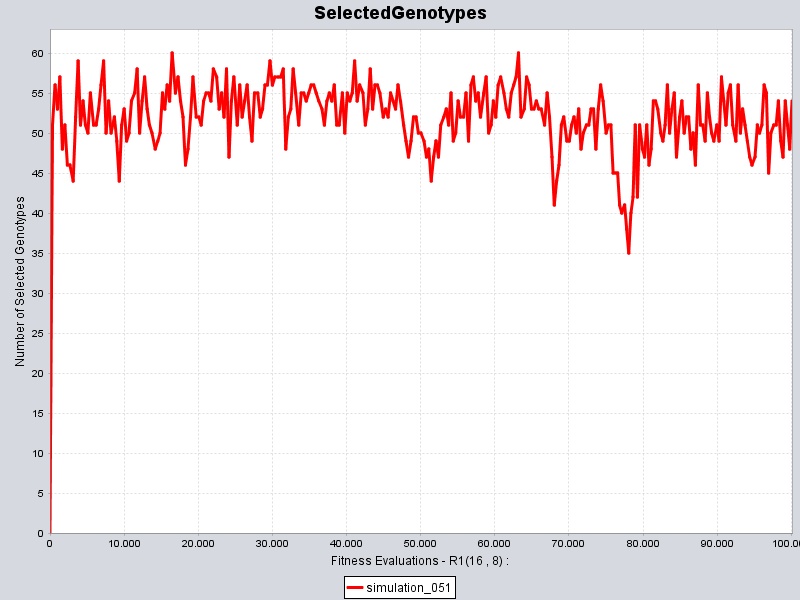 SelectedGenotypes
Number of Selected Genotypes
60
55
50
45
40
35
30
25
20
15
10
5
0
0 10.000 20.000 30.000 40.000 50.000 60.000 70.000 80.000 90.000 100.00
Fitness Evaluations - R1(16 , 8) :
simulation_051